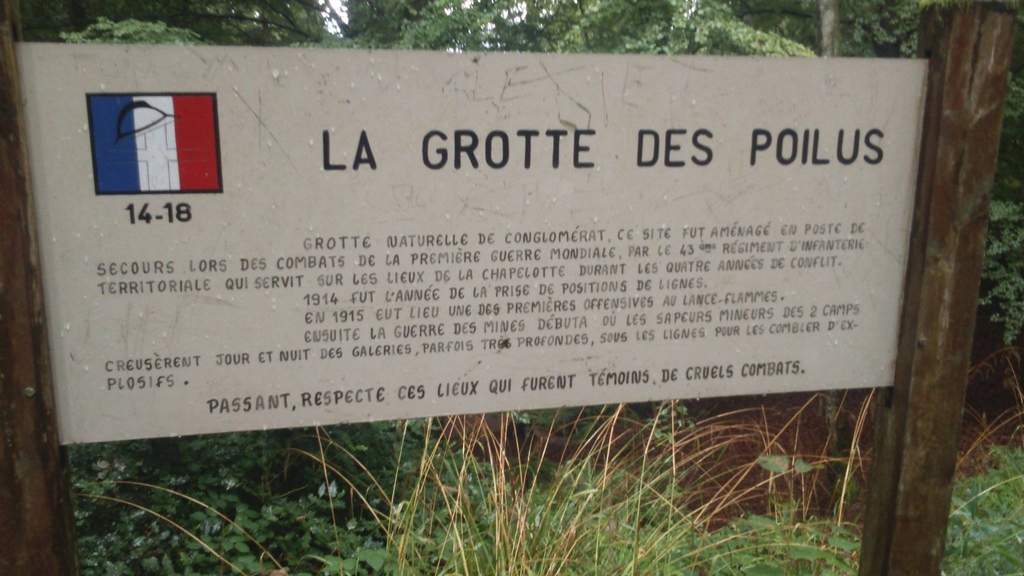 LA GROTTE DES POILUS
14-18
GROTTE NATURELLE DE CONGLOMÉRAT, CE SITE FUT AMÉNAGÉ EN POSTE DE
SECOURS LORS DES COMBATS DE LA PREMIÈRE GUERRE MONDIALE, PAR LE 43 ème RÉGIMENT D'INFANTERIE
TERRITORIALE QUI SERVIT SUR LES LIEUX DE LA CHAPELOTTE DURANT LES QUATRE ANNÉES DE CONFLIT.
1914 FUT L'ANNÉE DE LA PRISE DE POSITIONS DE LIGNES.
EN 1915 EUT LIEU UNE DES PREMIÈRES OFFENSIVES AU LANCE-FLAMMES.
ENSUITE LA GUERRE DES MINES DÉBUTA OÙ LES SAPEURS MINEURS DES 2 CAMPS
CREUSÈRENT JOUR ET NUIT DES GALERIES, PARFOIS TRÈS PROFONDES, SOUS LES LIGNES POUR LES COMBLER D'EX-
PLOSIFS.
PASSANT, RESPECTE CES LIEUX QUI FURENT TÉMOINS DE CRUELS COMBATS.